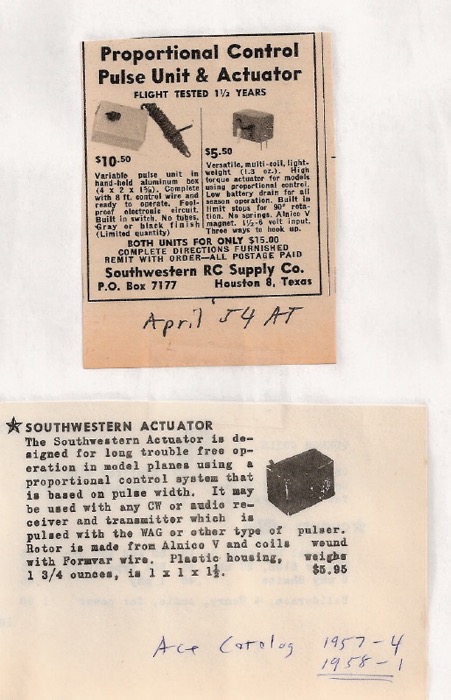 Proportional Control
Pulse Unit & Actuator
FLIGHT TESTED 1½ YEARS
$10.50
Variable pulse unit in
hand-held aluminum box
(4 x 2 x 1⅝). Complete
with 8 ft. control wire and
ready to operate. Fool-
proof electronic circuit.
Built in switch. No tubes.
Gray or black finish
(Limited quantity)
$5.50
Versatile, multi-coil, light-
weight (1.3 oz.). High
torque actuator for models
using proportional control.
Low battery drain for all
season operation. Built in
limit stops for 90° rota-
tion. No springs. Alnico V
magnet. 1½-6 volt input.
Three ways to hook up.
BOTH UNITS FOR ONLY $15.00
COMPLETE DIRECTIONS FURNISHED
REMIT WITH ORDER—ALL POSTAGE PAID
Southwestern RC Supply Co.
P.O. Box 7177 Houston 8, Texas
April 54 AT
SOUTHWESTERN ACTUATOR
The Southwestern Actuator is de-
signed for long trouble free op-
eration in model planes using a
proportional control system that
is based on pulse width. It may
be used with any CW or audio re-
ceiver and transmitter which is
pulsed with the WAG or other type of pulser.
Rotor is made from Alnico V and coils wound
with Formvar wire. Plastic housing, weighs
1 3/4 ounces, is 1 x 1 x 1½. $5.95
Ace Catalog 1957-4
1958-1